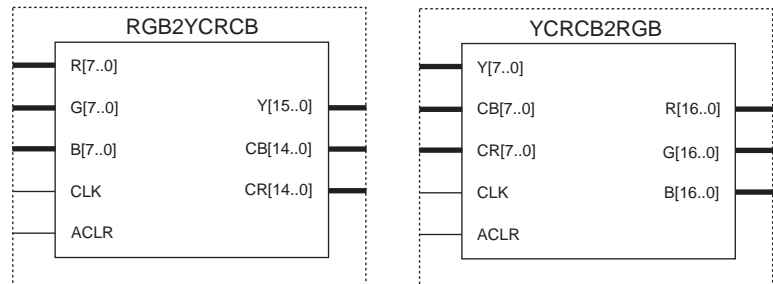 RGB2YCRCB
R[7..0]
G[7..0] Y[15..0]
B[7..0] CB[14..0]
CLK CR[14..0]
ACLR
YCRCB2RGB
Y[7..0]
CB[7..0] R[16..0]
CR[7..0] G[16..0]
CLK B[16..0]
ACLR